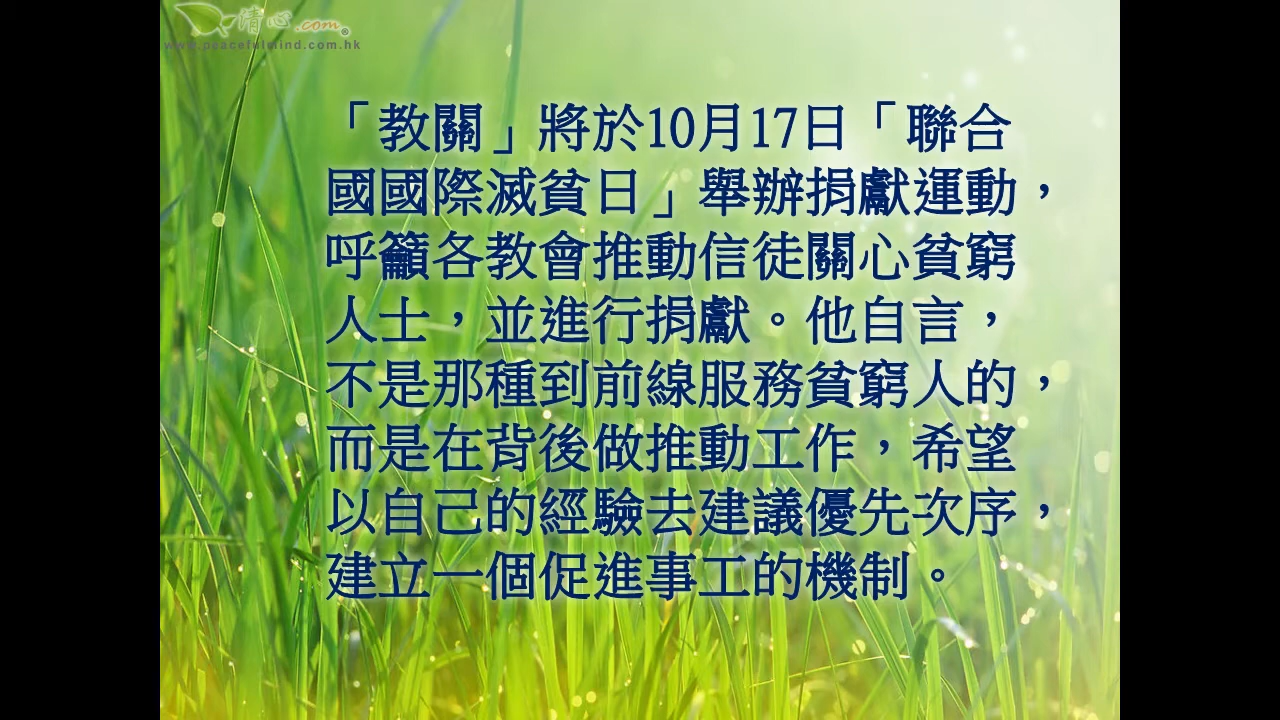 清心.com®
www.peacefulmind.com.hk
「教關」將於10月17日「聯合
國國際滅貧日」舉辦捐獻運動，
呼籲各教會推動信徒關心貧窮
人士，並進行捐獻。他自言，
不是那種到前線服務貧窮人的，
而是在背後做推動工作，希望
以自己的經驗去建議優先次序，
建立一個促進事工的機制。